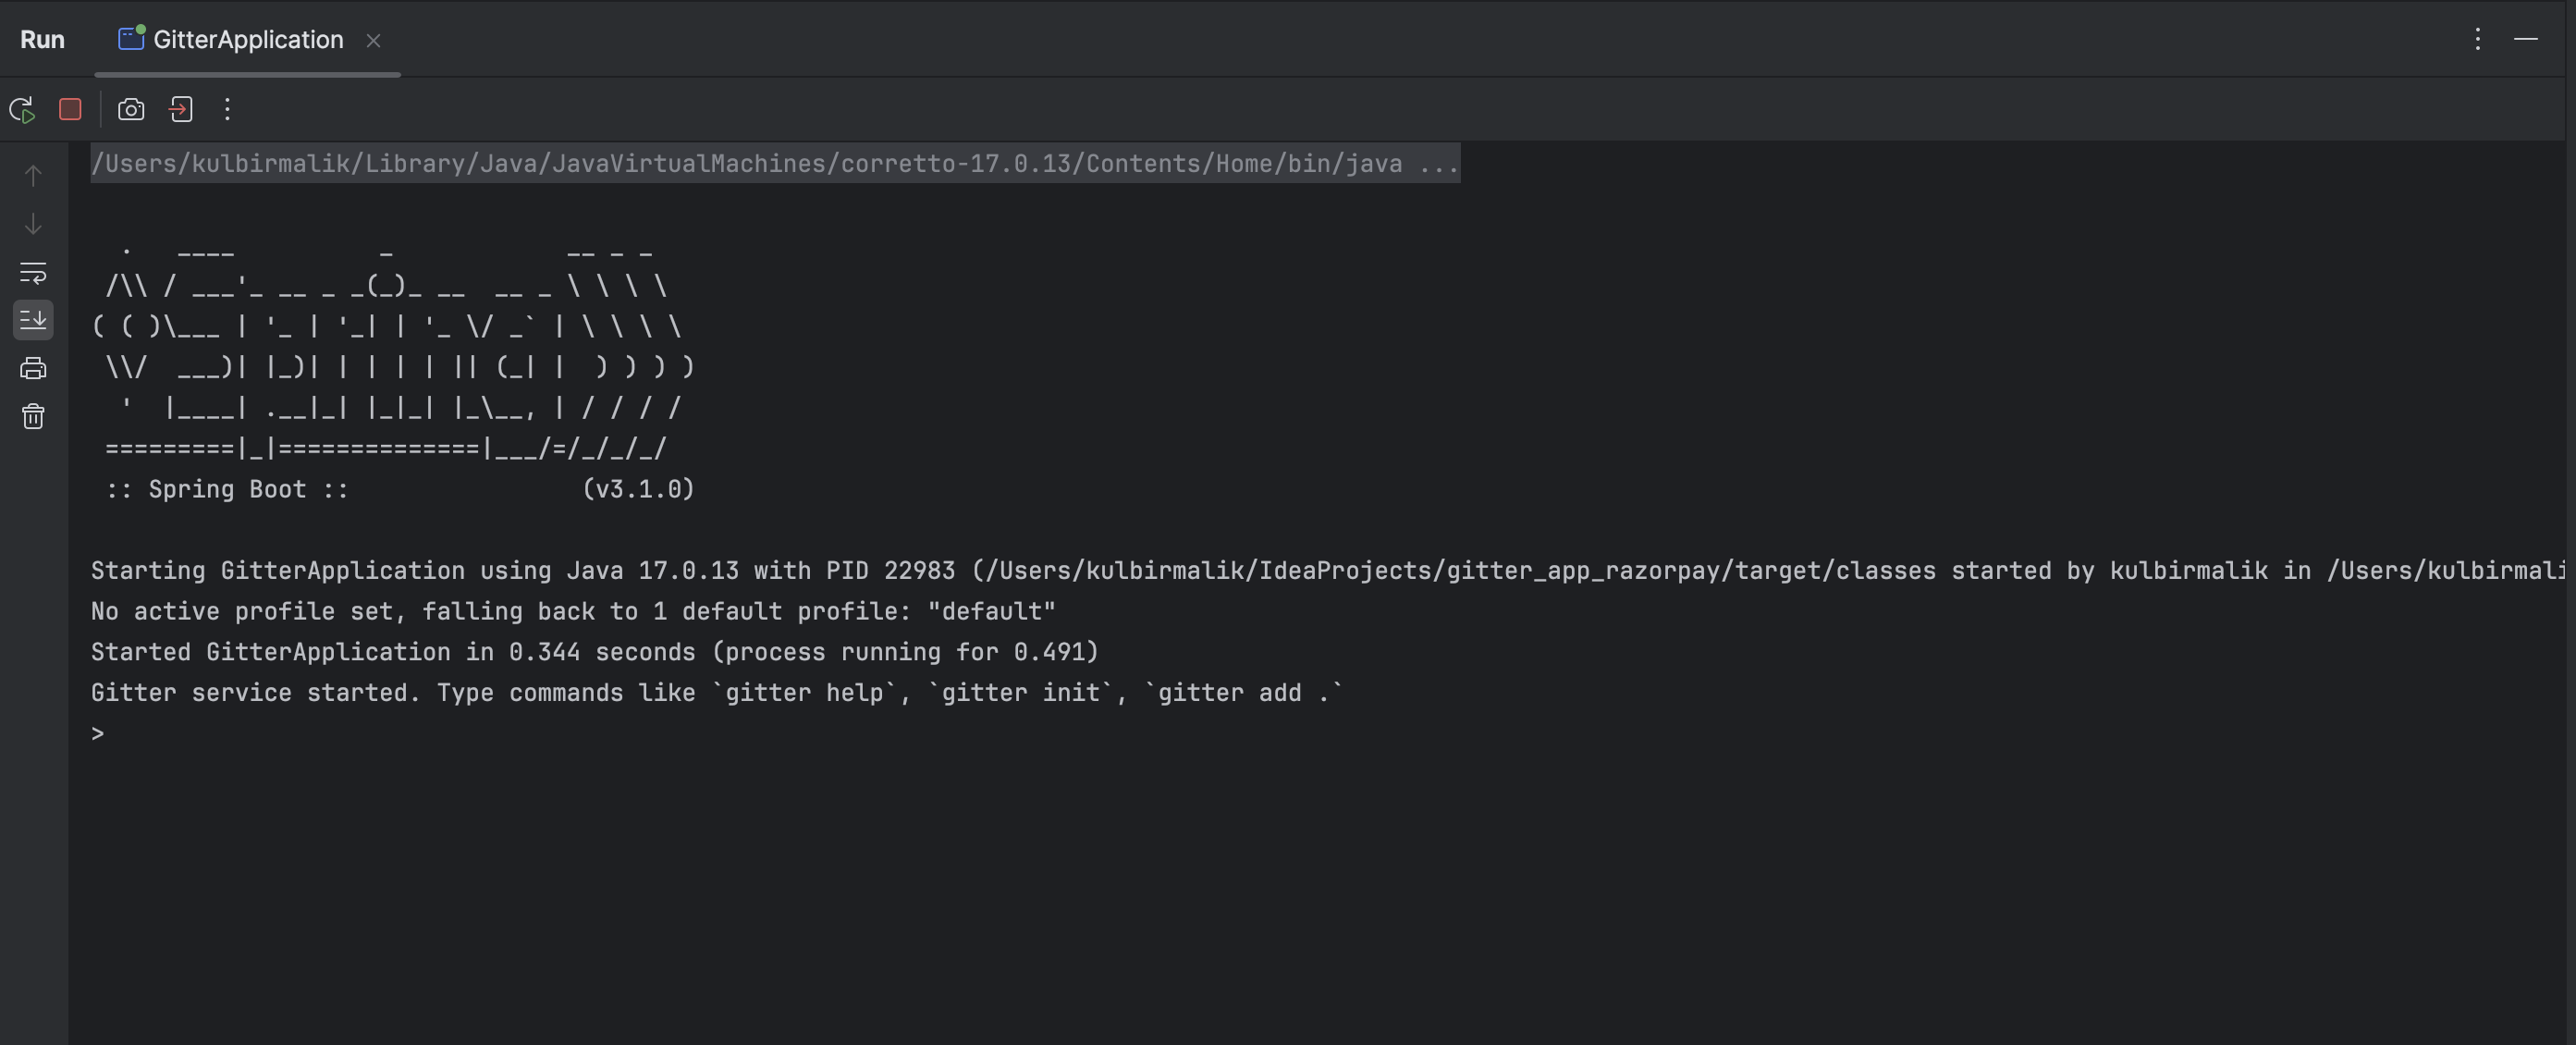 Run GitterApplication
/Users/kulbirmalik/Library/Java/JavaVirtualMachines/corretto-17.0.13/Contents/Home/bin/java ...
  .   ____          _            __ _ _
 /\\ / ___'_ __ _ _(_)_ __  __ _ \ \ \ \
( ( )\___ | '_ | '_| | '_ \/ _` | \ \ \ \
 \\/  ___)| |_)| | | | | || (_| |  ) ) ) )
  '  |____| .__|_| |_|_| |_\__, | / / / /
 =========|_|==============|___/=/_/_/_/
 :: Spring Boot ::                (v3.1.0)
Starting GitterApplication using Java 17.0.13 with PID 22983 (/Users/kulbirmalik/IdeaProjects/gitter_app_razorpay/target/classes started by kulbirmalik in /Users/kulbirmali
No active profile set, falling back to 1 default profile: "default"
Started GitterApplication in 0.344 seconds (process running for 0.491)
Gitter service started. Type commands like `gitter help`, `gitter init`, `gitter add .`
>